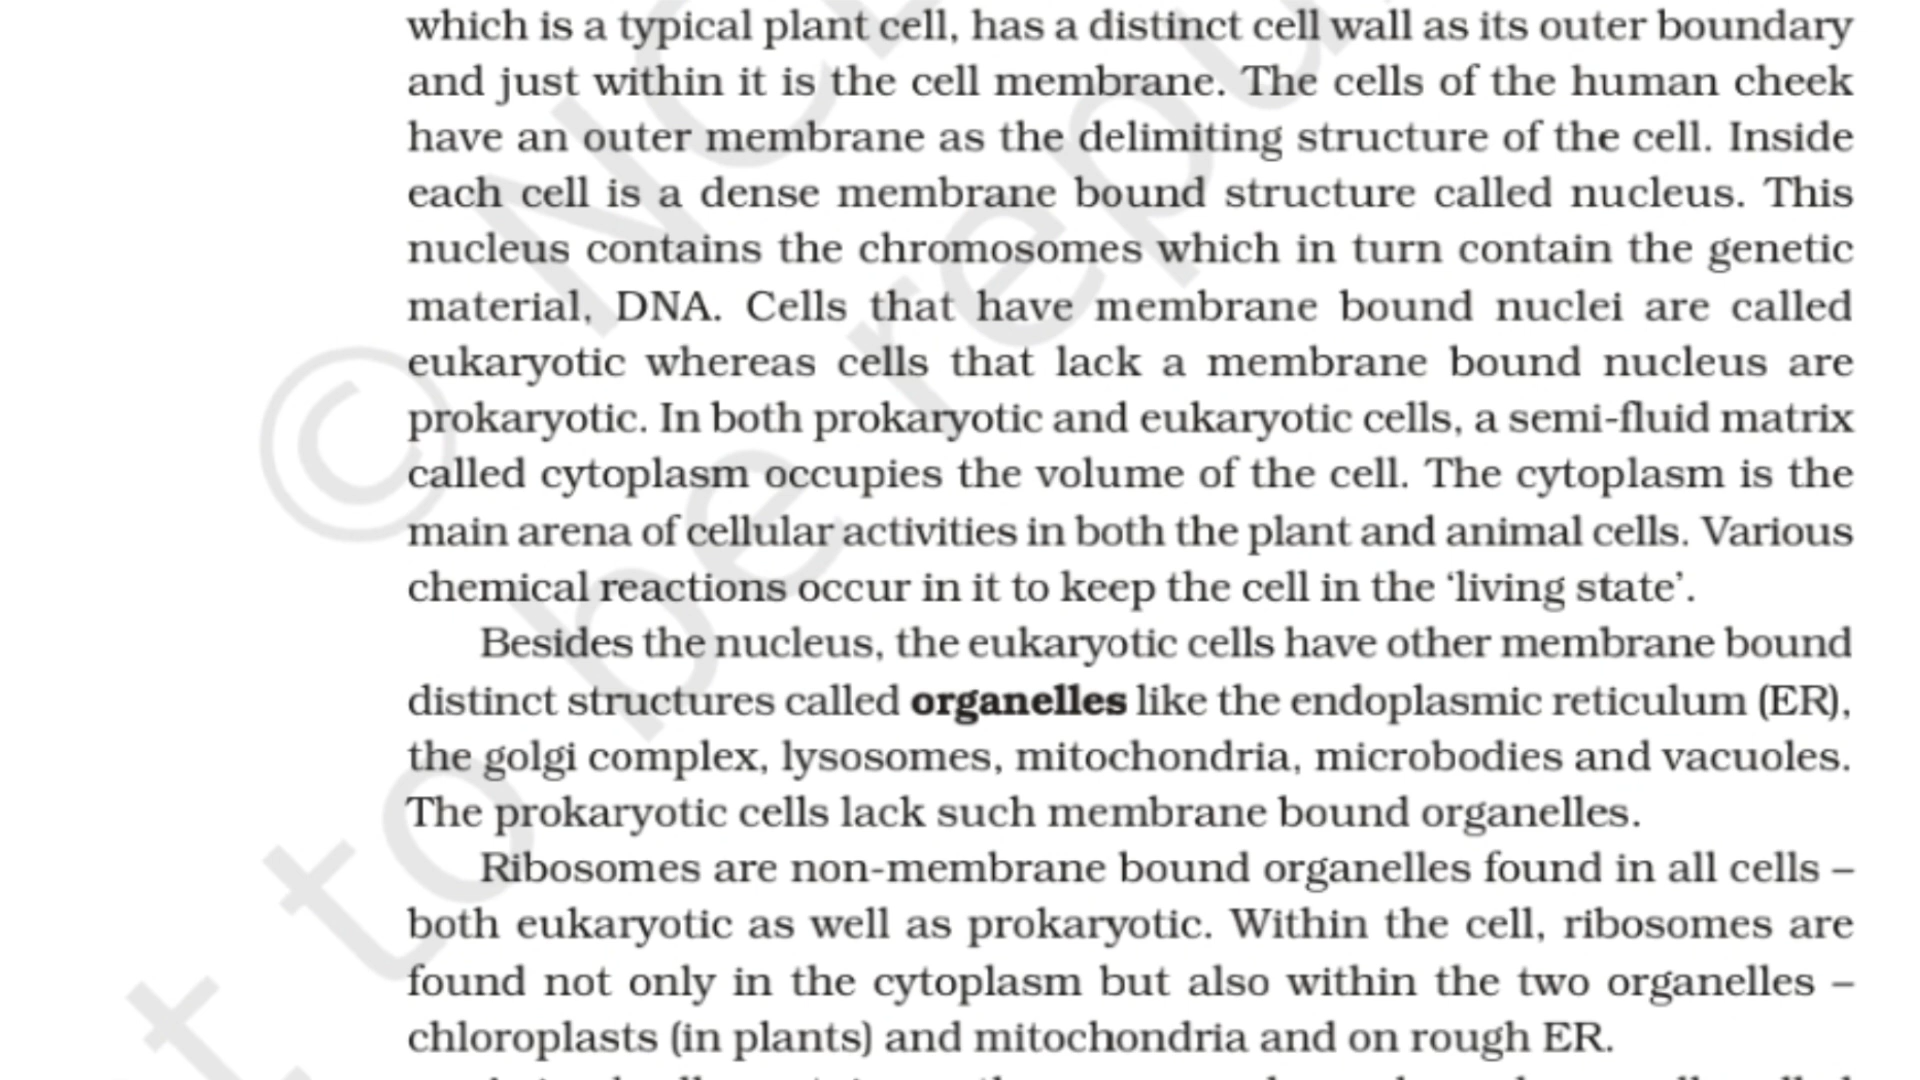 which is a typical plant cell, has a distinct cell wall as its outer boundary
and just within it is the cell membrane. The cells of the human cheek
have an outer membrane as the delimiting structure of the cell. Inside
each cell is a dense membrane bound structure called nucleus. This
nucleus contains the chromosomes which in turn contain the genetic
material, DNA. Cells that have membrane bound nuclei are called
eukaryotic whereas cells that lack a membrane bound nucleus are
prokaryotic. In both prokaryotic and eukaryotic cells, a semi-fluid matrix
called cytoplasm occupies the volume of the cell. The cytoplasm is the
main arena of cellular activities in both the plant and animal cells. Various
chemical reactions occur in it to keep the cell in the ‘living state’.
Besides the nucleus, the eukaryotic cells have other membrane bound
distinct structures called organelles like the endoplasmic reticulum (ER),
the golgi complex, lysosomes, mitochondria, microbodies and vacuoles.
The prokaryotic cells lack such membrane bound organelles.
Ribosomes are non-membrane bound organelles found in all cells –
both eukaryotic as well as prokaryotic. Within the cell, ribosomes are
found not only in the cytoplasm but also within the two organelles –
chloroplasts (in plants) and mitochondria and on rough ER.
©
to be